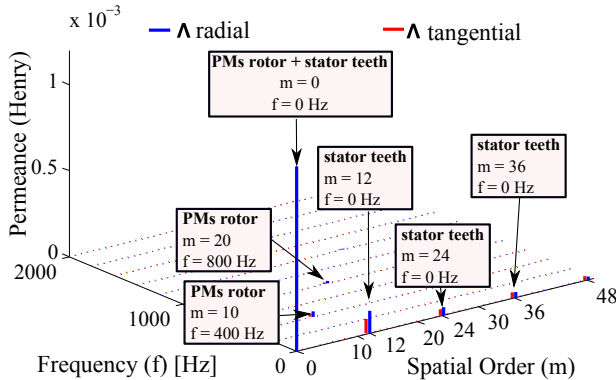 x 10⁻³
Λ radial
Λ tangential
Permeance (Henry)
1
0.5
0
PMs rotor + stator teeth
m = 0
f = 0 Hz
stator teeth
m = 12
f = 0 Hz
stator teeth
m = 36
f = 0 Hz
PMs rotor
m = 20
f = 800 Hz
stator teeth
m = 24
f = 0 Hz
PMs rotor
m = 10
f = 400 Hz
2000
1000
0
Frequency (f) [Hz]
0
10
12
20
24
30
36
48
Spatial Order (m)